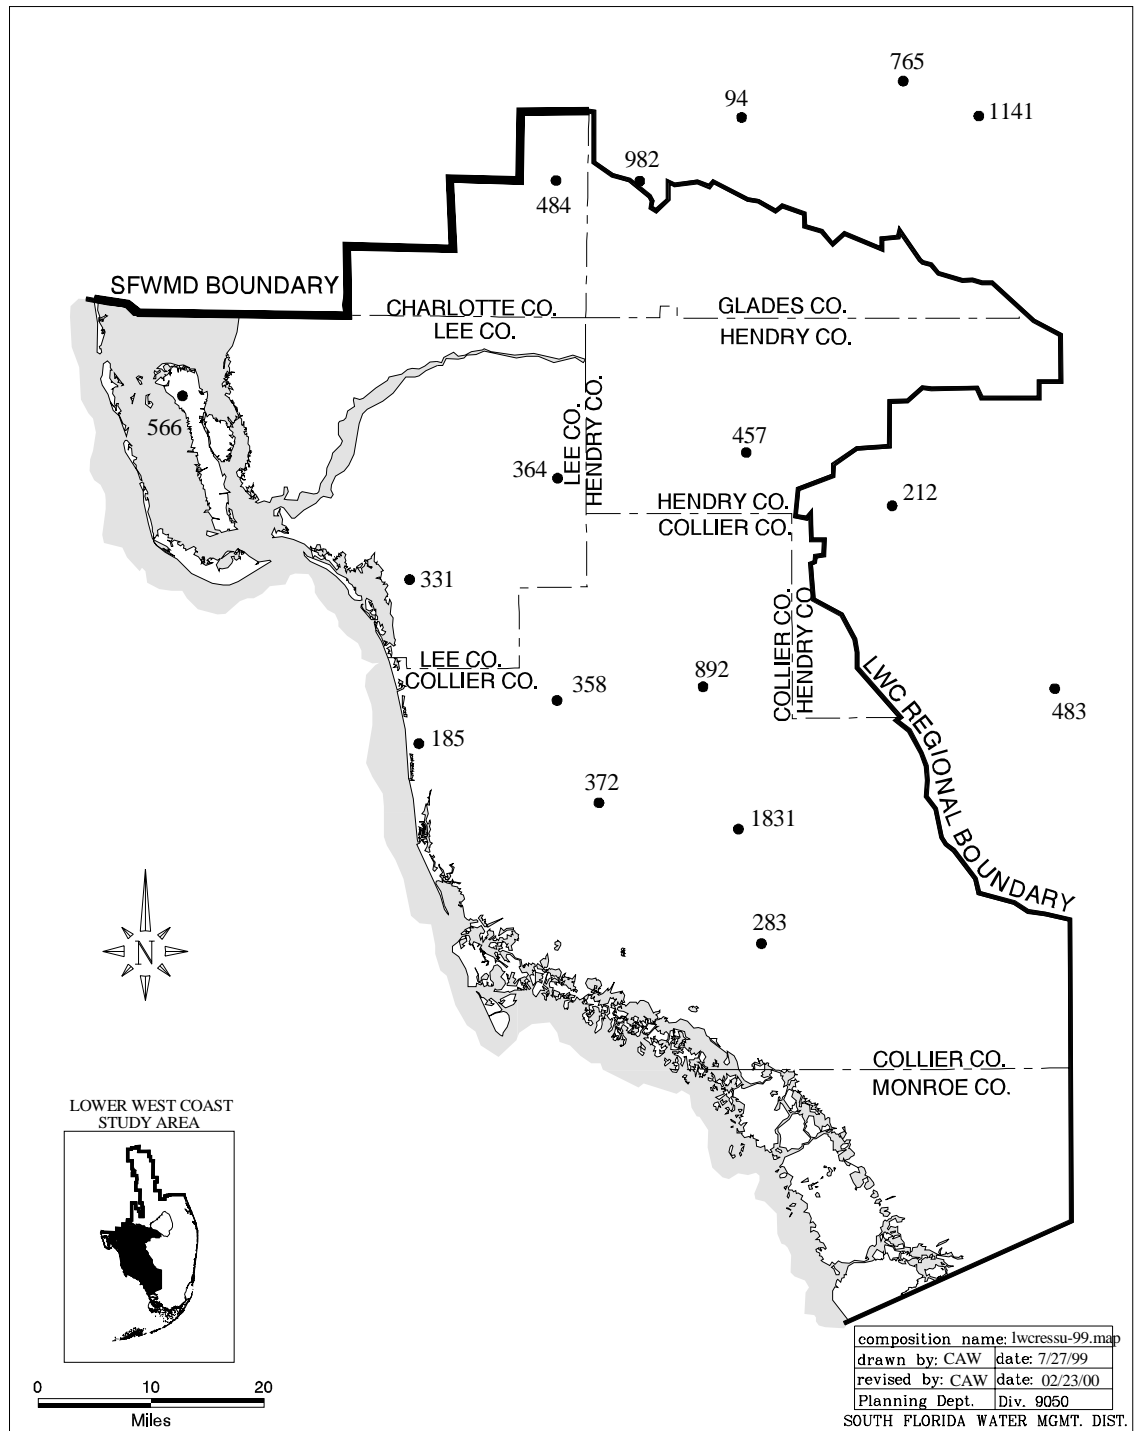 765
94
1141
982
484
SFWMD BOUNDARY
CHARLOTTE CO.
GLADES CO.
LEE CO.
HENDRY CO.
566
LEE CO.
HENDRY CO.
457
364
212
HENDRY CO.
COLLIER CO.
331
COLLIER CO.
HENDRY CO.
LEE CO.
COLLIER CO.
358
892
483
LWC REGIONAL BOUNDARY
185
372
1831
N
283
COLLIER CO.
MONROE CO.
LOWER WEST COAST
STUDY AREA
0 10 20
Miles
composition name: lwcressu-99.map
drawn by: CAW date: 7/27/99
revised by: CAW date: 02/23/00
Planning Dept. Div. 9050
SOUTH FLORIDA WATER MGMT. DIST.